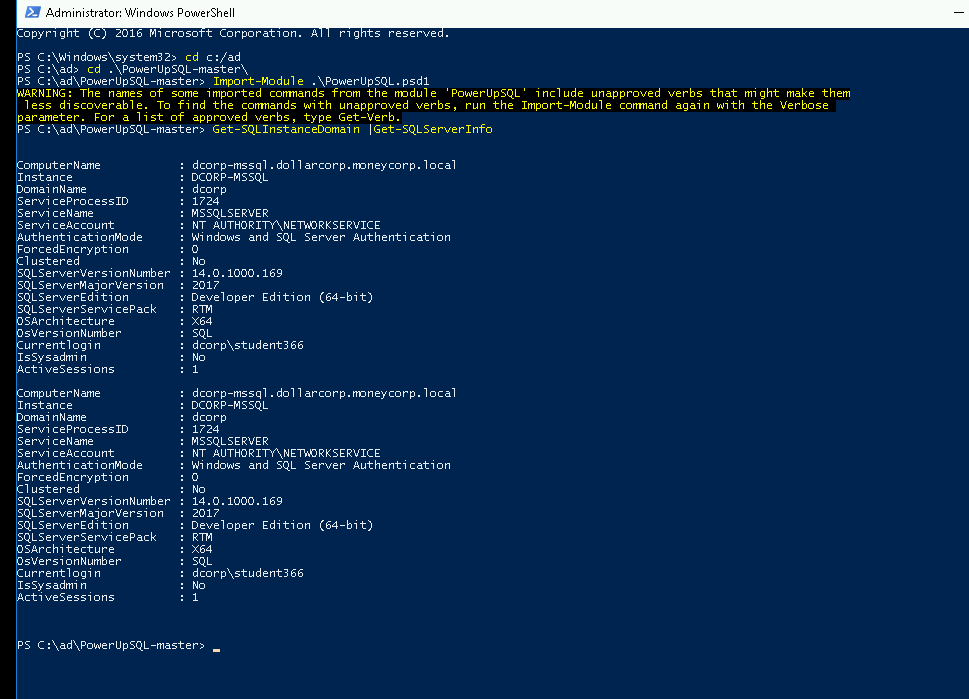 Administrator: Windows PowerShell
Copyright (C) 2016 Microsoft Corporation. All rights reserved.
PS C:\Windows\system32> cd c:/ad
PS C:\ad> cd .\PowerUpSQL-master\
PS C:\ad\PowerUpSQL-master> Import-Module .\PowerUpSQL.psd1
WARNING: The names of some imported commands from the module 'PowerUpSQL' include unapproved verbs that might make them
less discoverable. To find the commands with unapproved verbs, run the Import-Module command again with the Verbose
parameter. For a list of approved verbs, type Get-Verb.
PS C:\ad\PowerUpSQL-master> Get-SQLInstanceDomain |Get-SQLServerInfo
ComputerName : dcorp-mssql.dollarcorp.moneycorp.local
Instance : DCORP-MSSQL
DomainName : dcorp
ServiceProcessID : 1724
ServiceName : MSSQLSERVER
ServiceAccount : NT AUTHORITY\NETWORKSERVICE
AuthenticationMode : Windows and SQL Server Authentication
ForcedEncryption : 0
Clustered : No
SQLServerVersionNumber : 14.0.1000.169
SQLServerMajorVersion : 2017
SQLServerEdition : Developer Edition (64-bit)
SQLServerServicePack : RTM
OSArchitecture : X64
OsVersionNumber : SQL
Currentlogin : dcorp\student366
IsSysadmin : No
ActiveSessions : 1
ComputerName : dcorp-mssql.dollarcorp.moneycorp.local
Instance : DCORP-MSSQL
DomainName : dcorp
ServiceProcessID : 1724
ServiceName : MSSQLSERVER
ServiceAccount : NT AUTHORITY\NETWORKSERVICE
AuthenticationMode : Windows and SQL Server Authentication
ForcedEncryption : 0
Clustered : No
SQLServerVersionNumber : 14.0.1000.169
SQLServerMajorVersion : 2017
SQLServerEdition : Developer Edition (64-bit)
SQLServerServicePack : RTM
OSArchitecture : X64
OsVersionNumber : SQL
Currentlogin : dcorp\student366
IsSysadmin : No
ActiveSessions : 1
PS C:\ad\PowerUpSQL-master> _